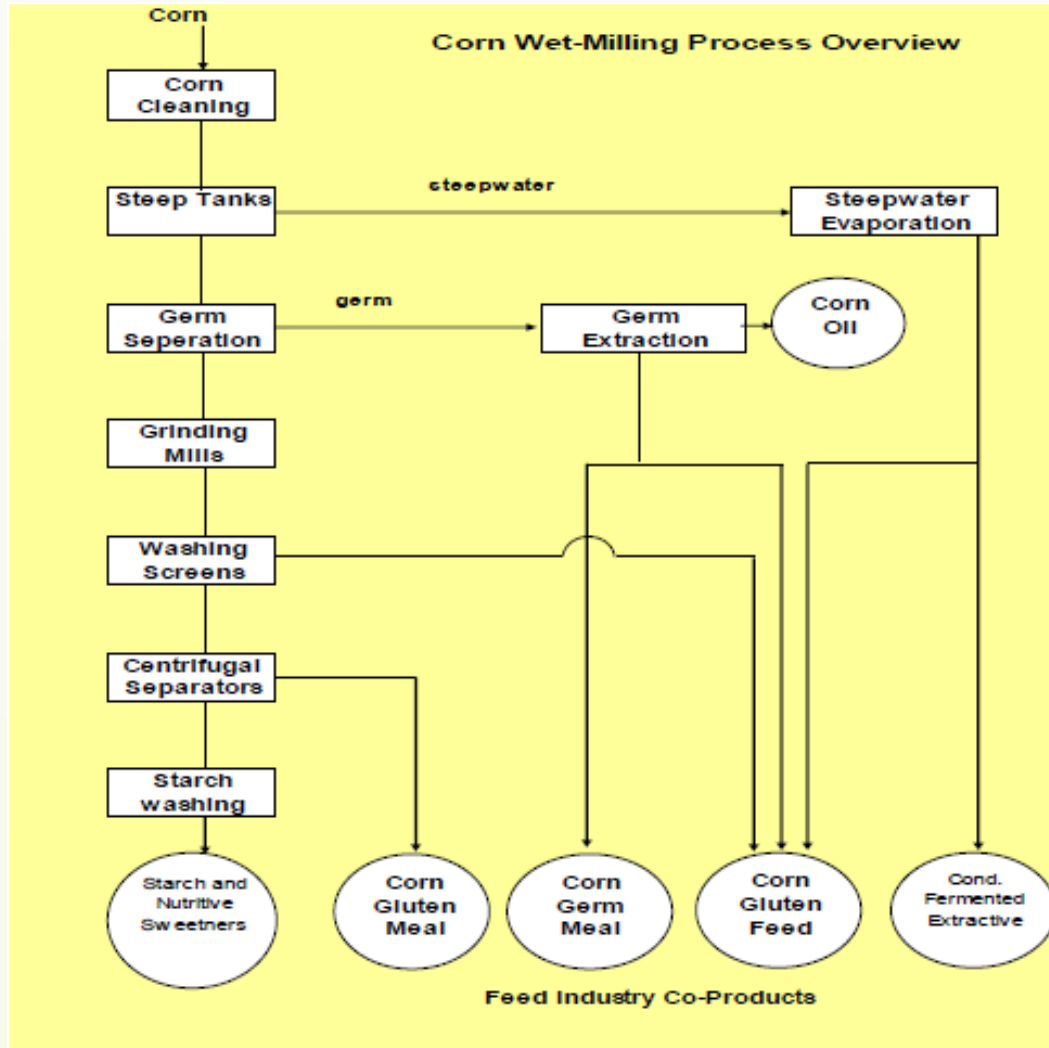 Corn
Corn Wet-Milling Process Overview
Corn
Cleaning
steepwater
Steep Tanks
Steepwater
Evaporation
germ
Germ
Seperation
Germ
Extraction
Corn
Oil
Grinding
Mills
Washing
Screens
Centrifugal
Separators
Starch
washing
Starch and
Nutritive
Sweetners
Corn
Gluten
Meal
Corn
Germ
Meal
Corn
Gluten
Feed
Cond.
Fermented
Extractive
Feed Industry Co-Products